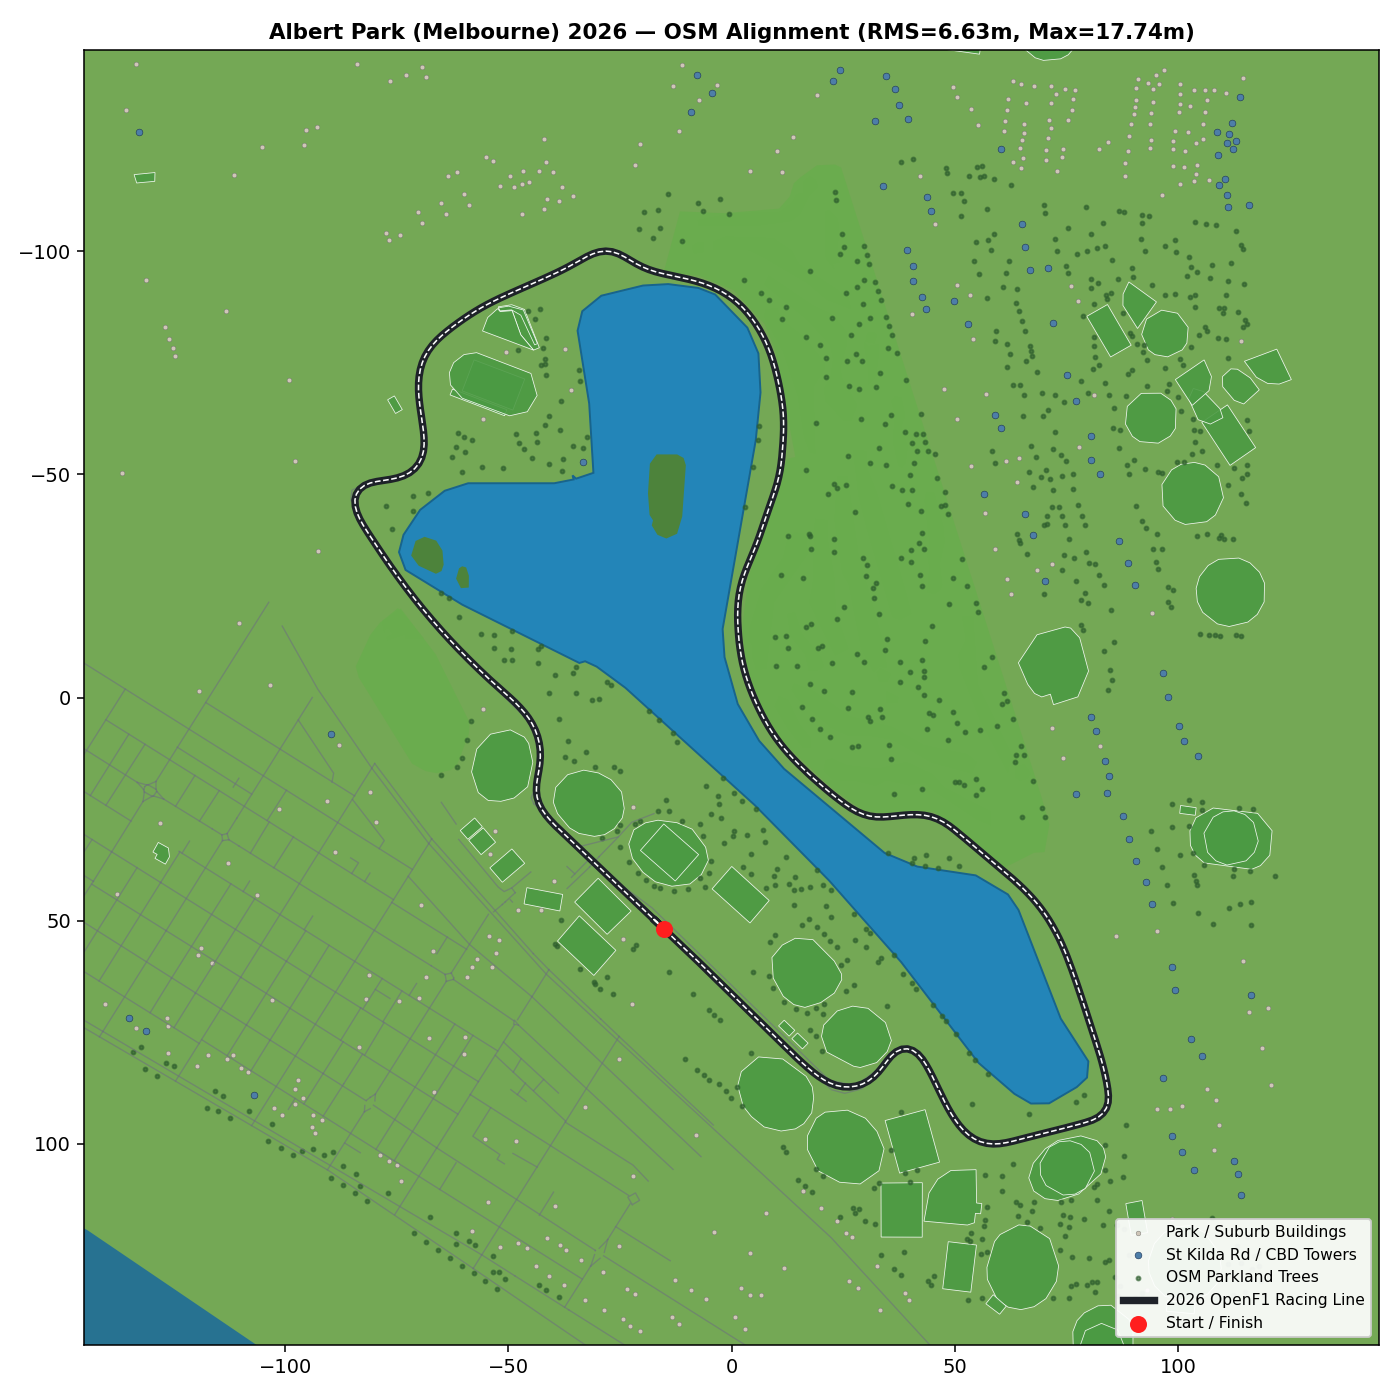 Albert Park (Melbourne) 2026 — OSM Alignment (RMS=6.63m, Max=17.74m)
−100
−50
0
50
100
−100
−50
0
50
100
Park / Suburb Buildings
St Kilda Rd / CBD Towers
OSM Parkland Trees
2026 OpenF1 Racing Line
Start / Finish